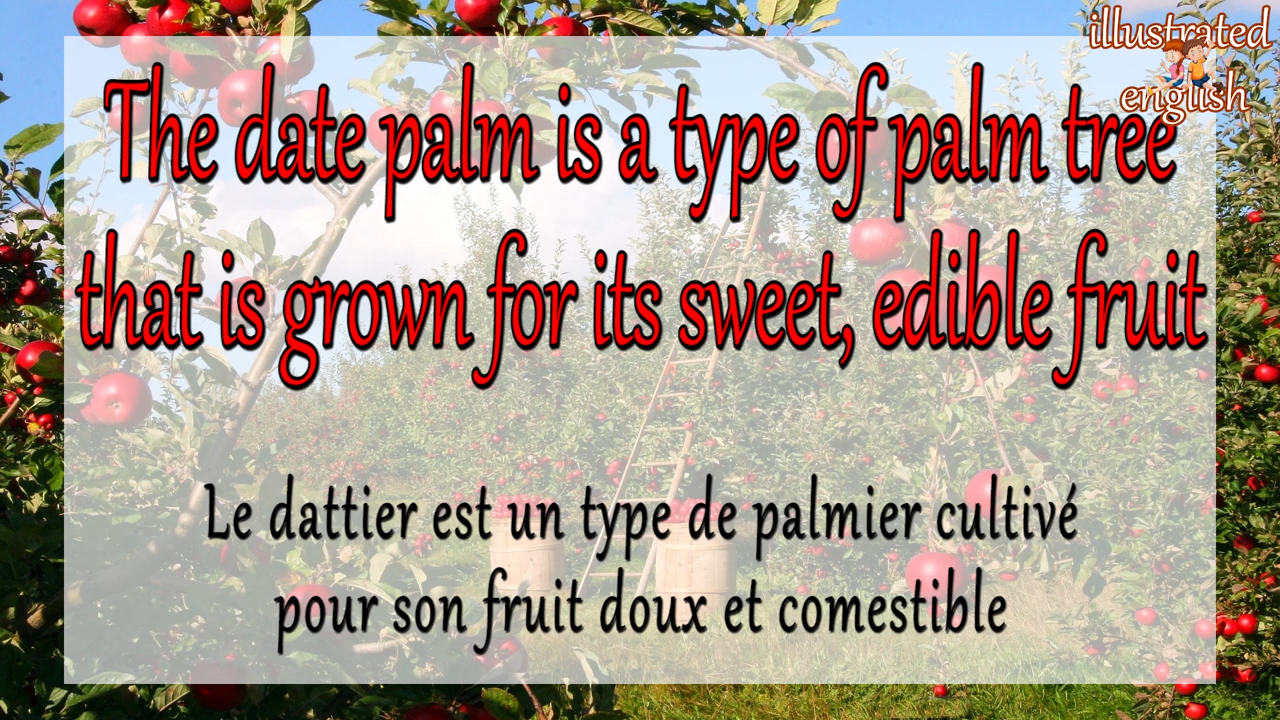 illustrated
english
The date palm is a type of palm tree
that is grown for its sweet, edible fruit
Le dattier est un type de palmier cultivé
pour son fruit doux et comestible